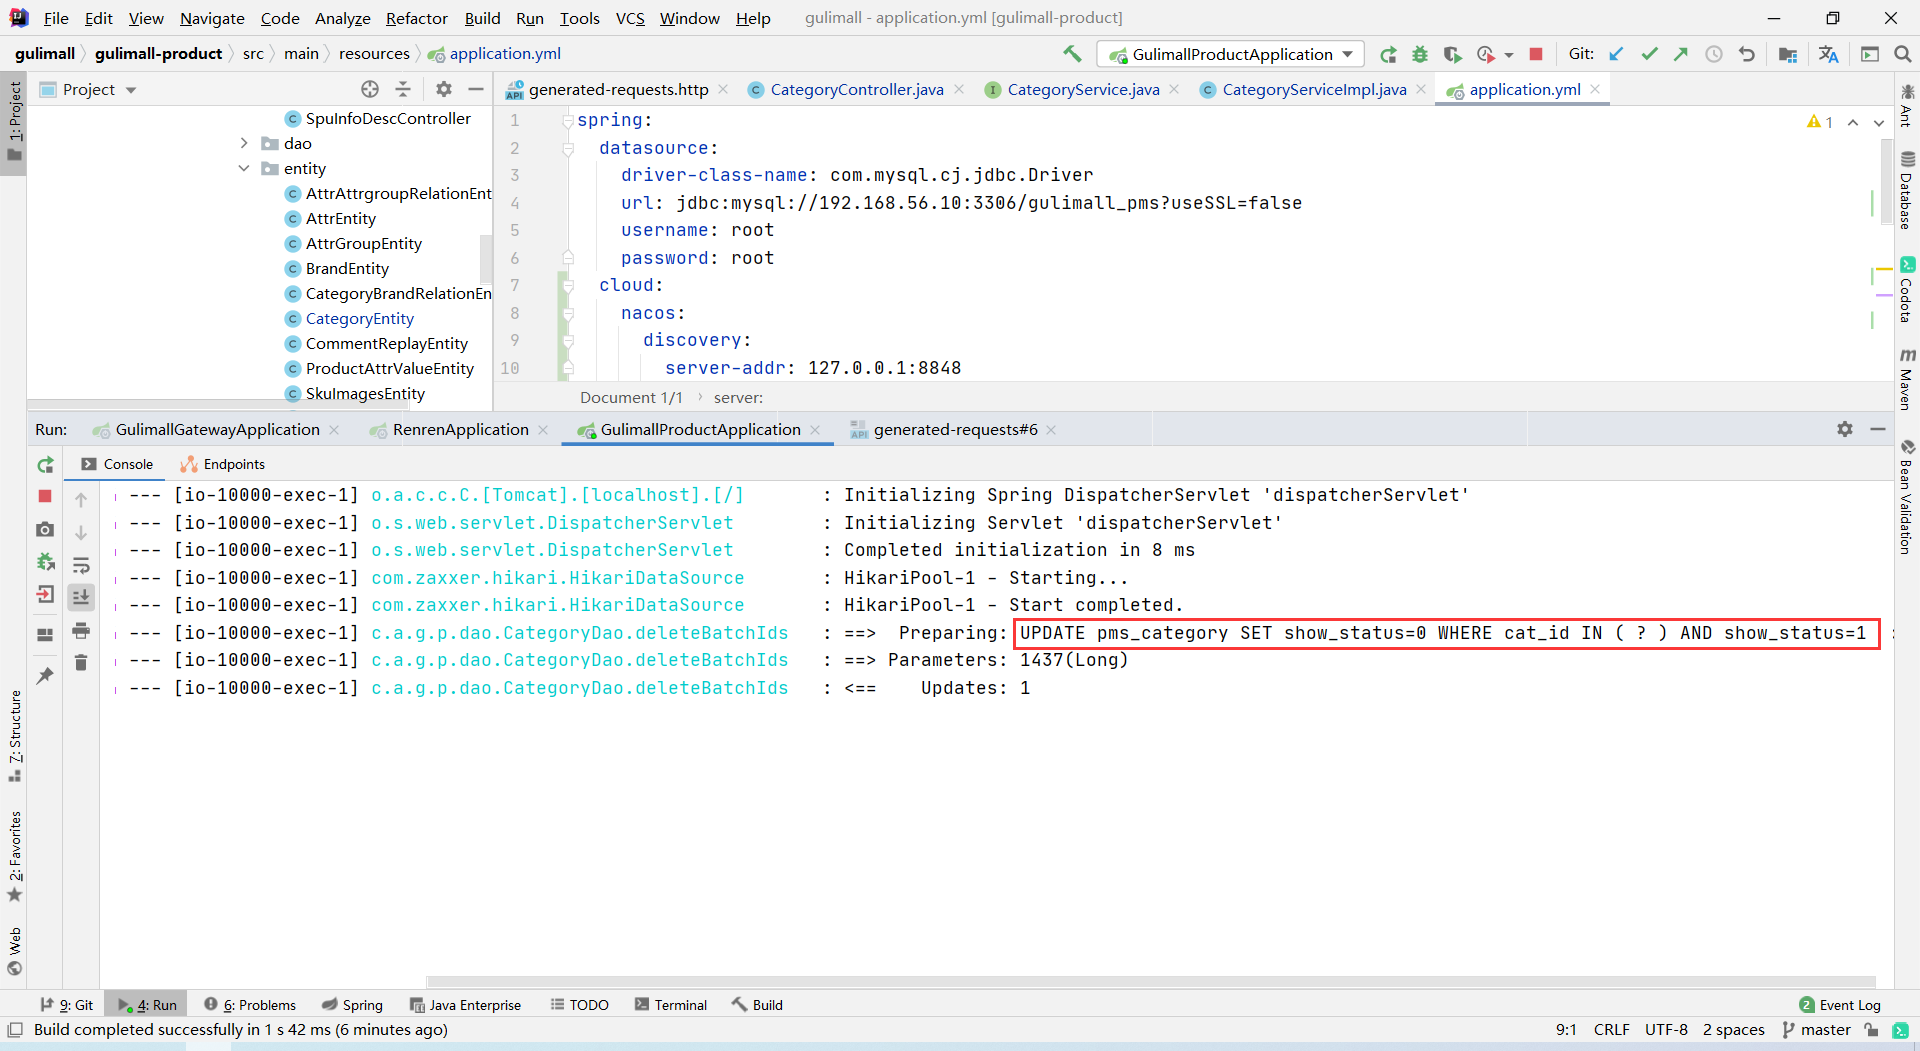 File Edit View Navigate Code Analyze Refactor Build Run Tools VCS Window Help gulimall - application.yml [gulimall-product]
gulimall gulimall-product src main resources application.yml GulimallProductApplication Git:
1: Project
Project
generated-requests.http CategoryController.java CategoryService.java CategoryServiceImpl.java application.yml
SpuInfoDescController
dao
entity
AttrAttrgroupRelationEnt
AttrEntity
AttrGroupEntity
BrandEntity
CategoryBrandRelationEn
CategoryEntity
CommentReplayEntity
ProductAttrValueEntity
SkuImagesEntity
1 spring:
2 datasource:
3 driver-class-name: com.mysql.cj.jdbc.Driver
4 url: jdbc:mysql://192.168.56.10:3306/gulimall_pms?useSSL=false
5 username: root
6 password: root
7 cloud:
8 nacos:
9 discovery:
10 server-addr: 127.0.0.1:8848
1
Document 1/1 server:
Ant
Database
Codota
Maven
Bean Validation
Run: GulimallGatewayApplication RenrenApplication GulimallProductApplication generated-requests#6
Console Endpoints
--- [io-10000-exec-1] o.a.c.c.C.[Tomcat].[localhost].[/] : Initializing Spring DispatcherServlet 'dispatcherServlet'
--- [io-10000-exec-1] o.s.web.servlet.DispatcherServlet : Initializing Servlet 'dispatcherServlet'
--- [io-10000-exec-1] o.s.web.servlet.DispatcherServlet : Completed initialization in 8 ms
--- [io-10000-exec-1] com.zaxxer.hikari.HikariDataSource : HikariPool-1 - Starting...
--- [io-10000-exec-1] com.zaxxer.hikari.HikariDataSource : HikariPool-1 - Start completed.
--- [io-10000-exec-1] c.a.g.p.dao.CategoryDao.deleteBatchIds : ==> Preparing: UPDATE pms_category SET show_status=0 WHERE cat_id IN ( ? ) AND show_status=1
--- [io-10000-exec-1] c.a.g.p.dao.CategoryDao.deleteBatchIds : ==> Parameters: 1437(Long)
--- [io-10000-exec-1] c.a.g.p.dao.CategoryDao.deleteBatchIds : <== Updates: 1
7: Structure
2: Favorites
Web
9: Git 4: Run 6: Problems Spring Java Enterprise TODO Terminal Build 2 Event Log
Build completed successfully in 1 s 42 ms (6 minutes ago) 9:1 CRLF UTF-8 2 spaces master